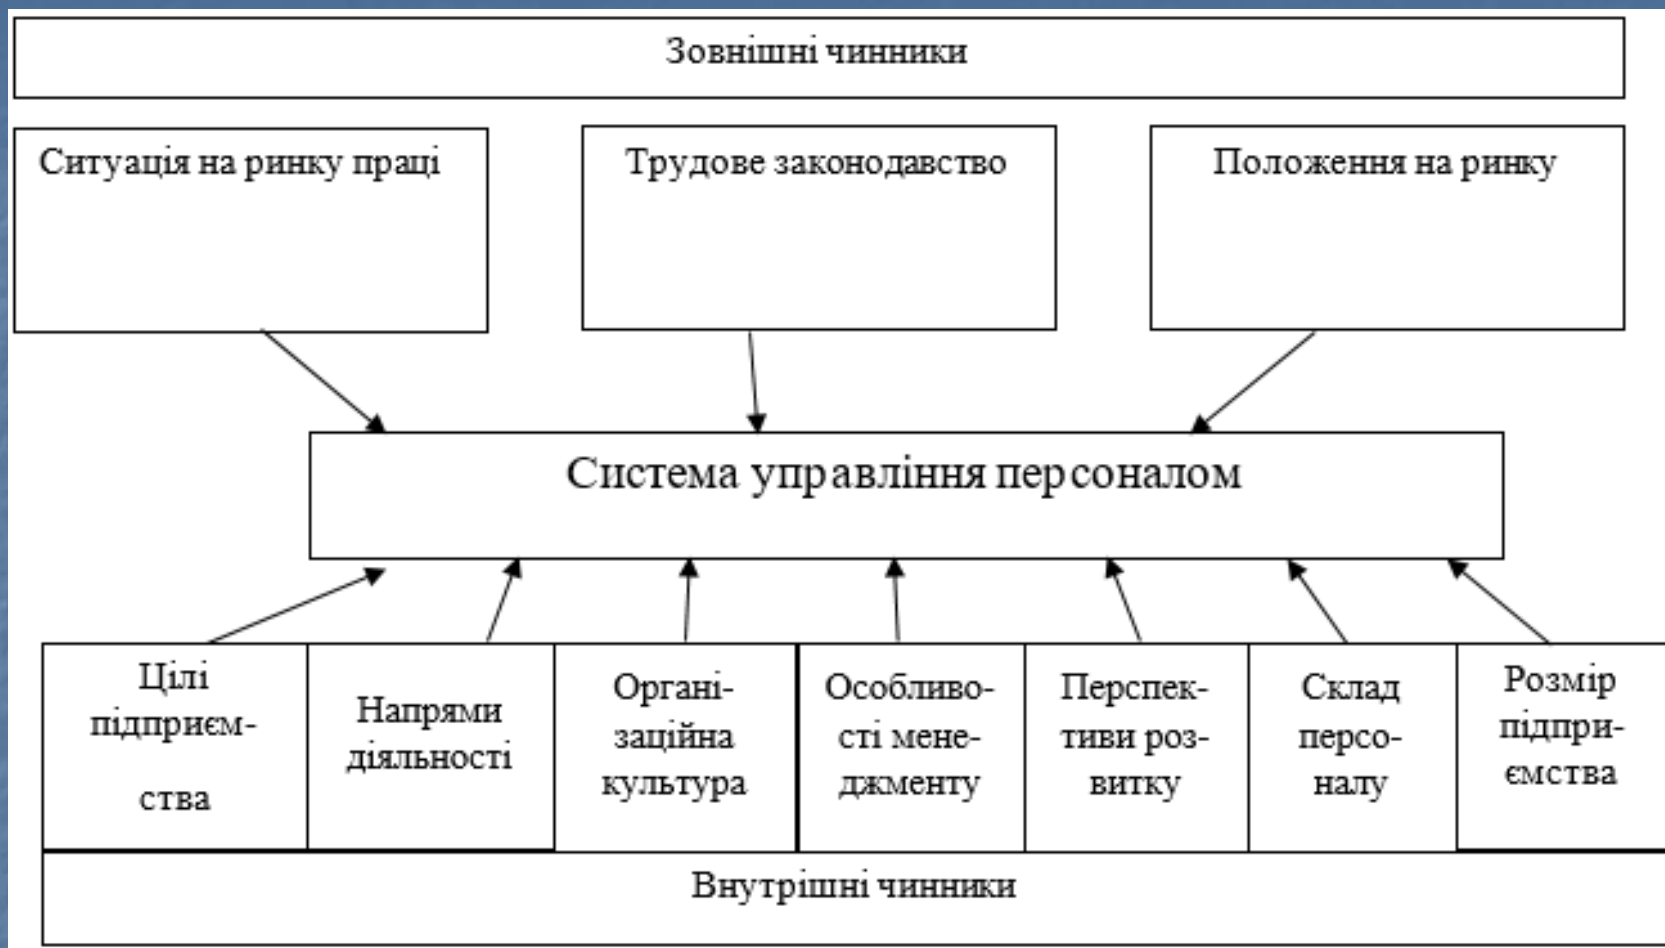 Зовнішні чинники
Ситуація на ринку праці
Трудове законодавство
Положення на ринку
Система управління персоналом
Цілі
підприєм-
ства
Напрями
діяльності
Органі-
заційна
культура
Особливо-
сті мене-
джменту
Перспек-
тиви роз-
витку
Склад
персо-
налу
Розмір
підпри-
ємства
Внутрішні чинники